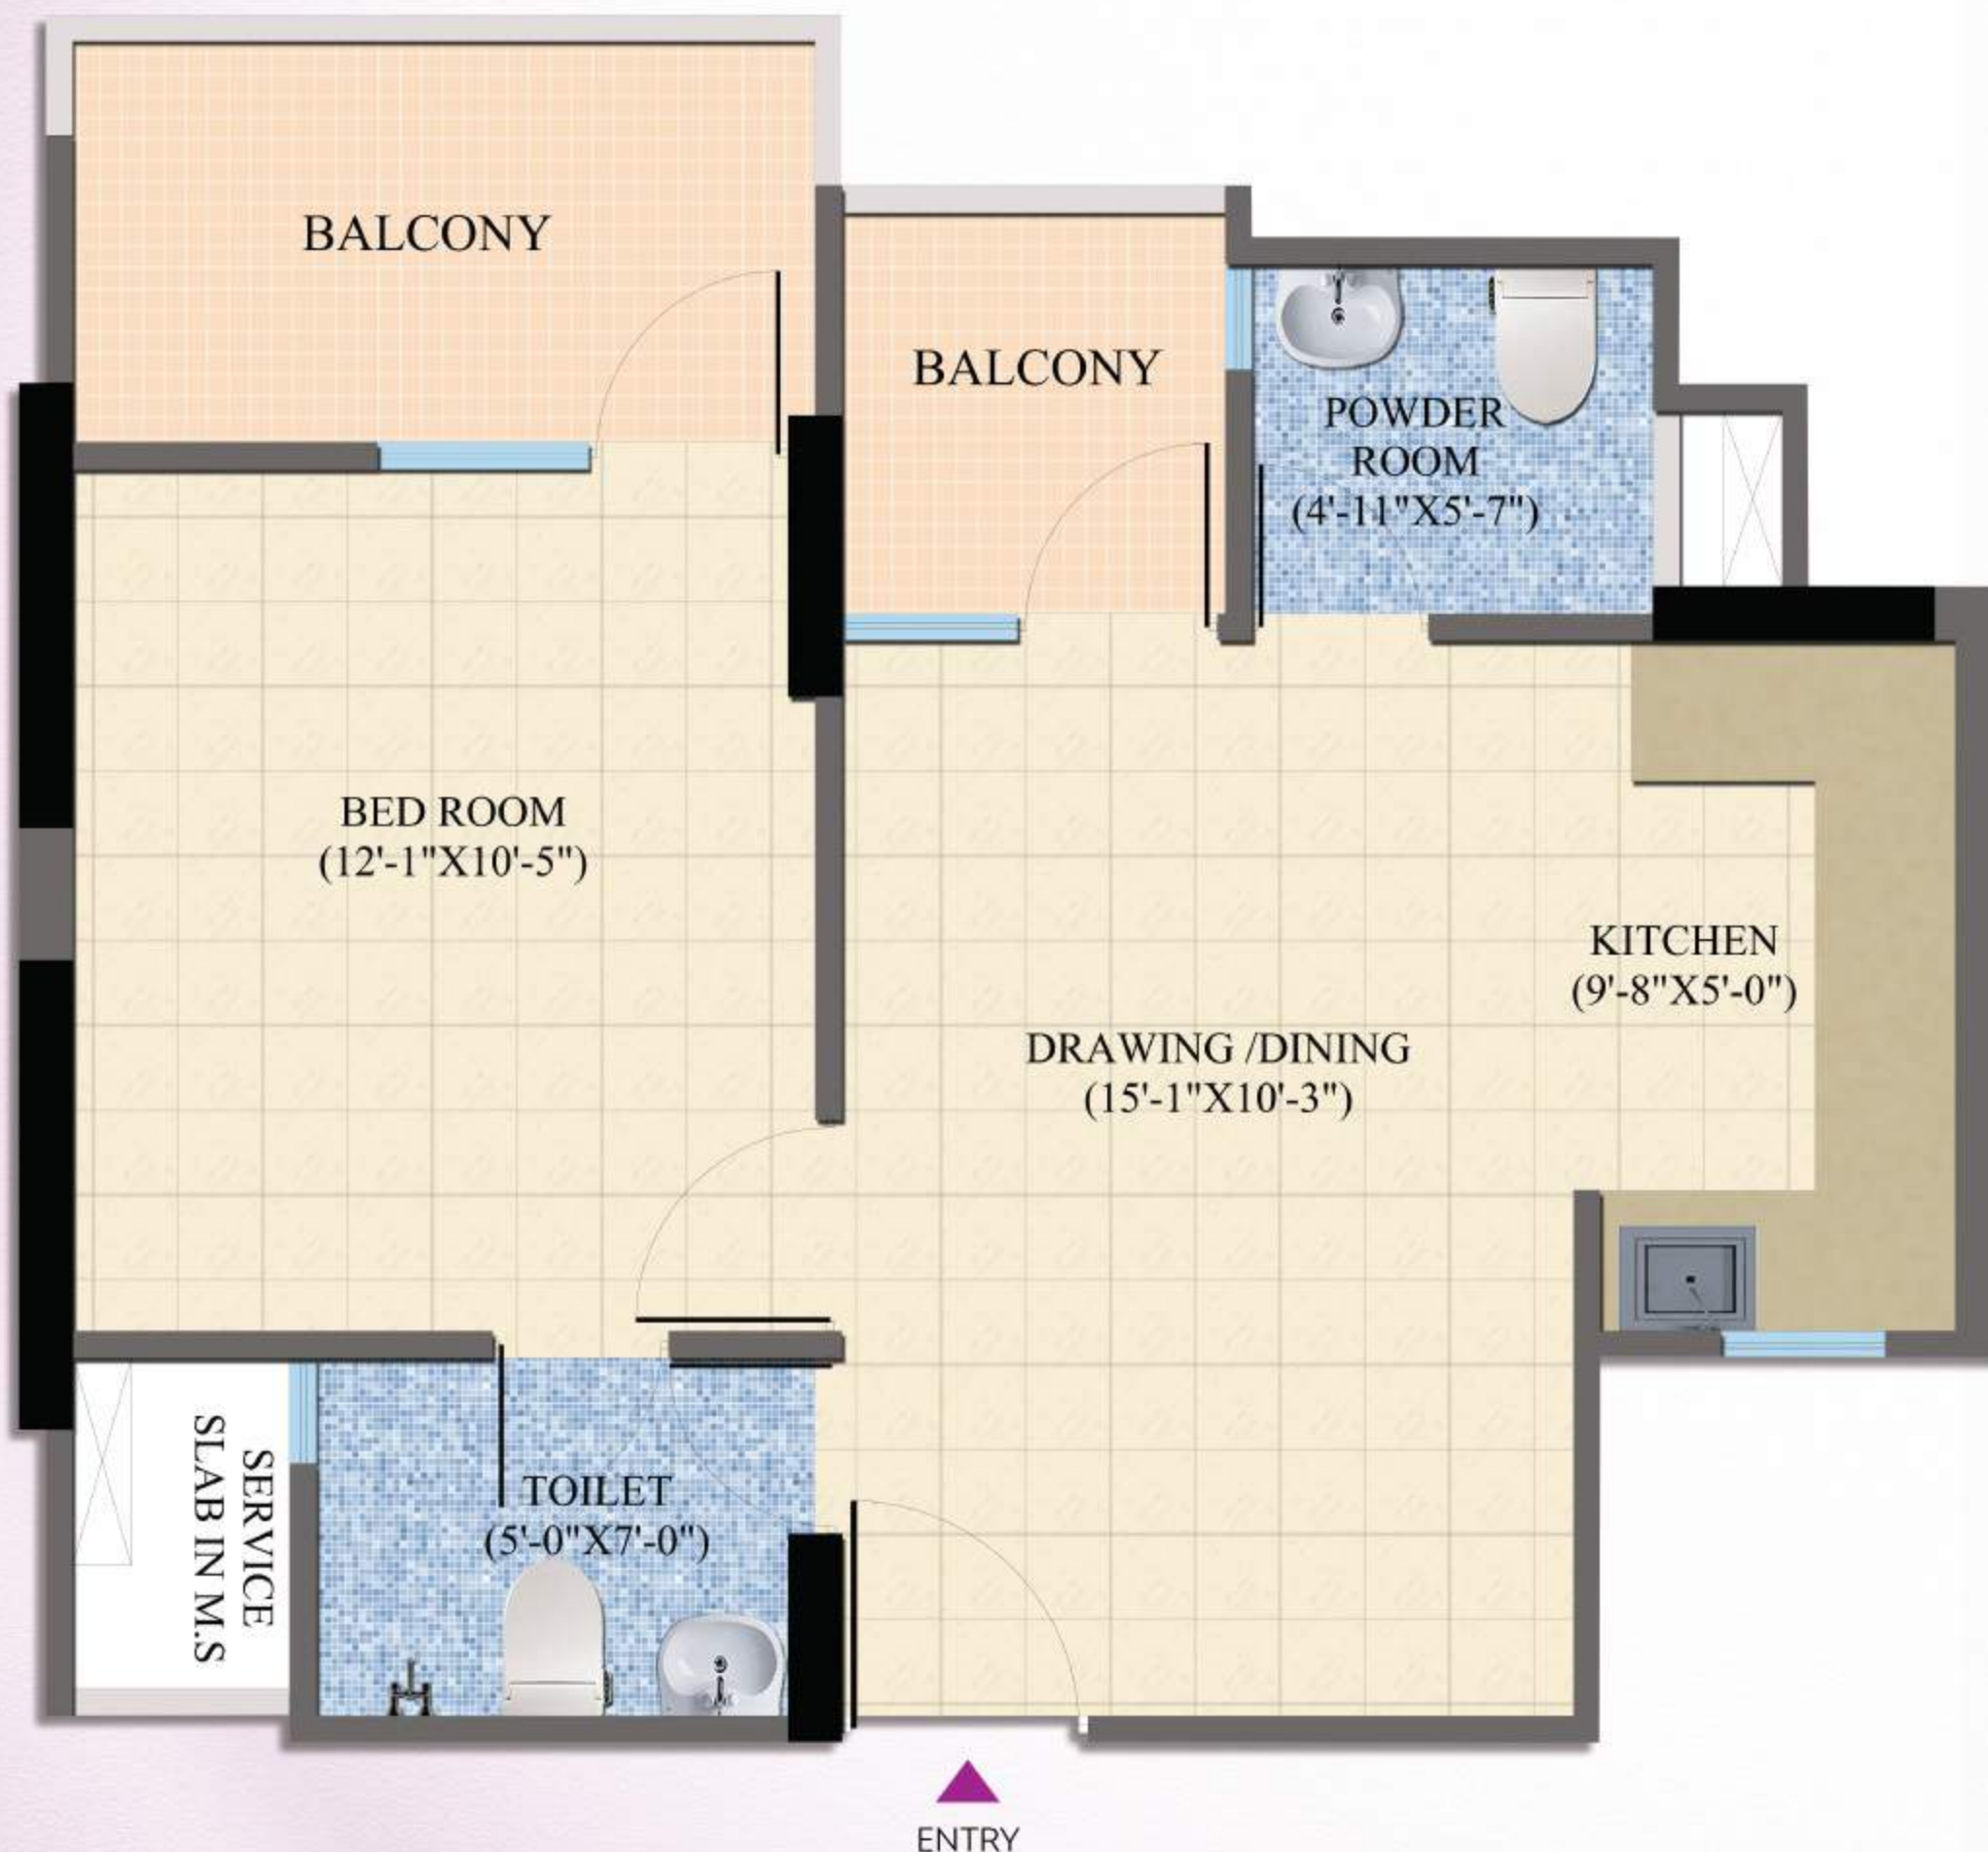 BALCONY
BALCONY
POWDER
ROOM
(4'-11"X5'-7")
BED ROOM
(12'-1"X10'-5")
KITCHEN
(9'-8"X5'-0")
DRAWING /DINING
(15'-1"X10'-3")
SERVICE
SLAB IN M.S
TOILET
(5'-0"X7'-0")
ENTRY